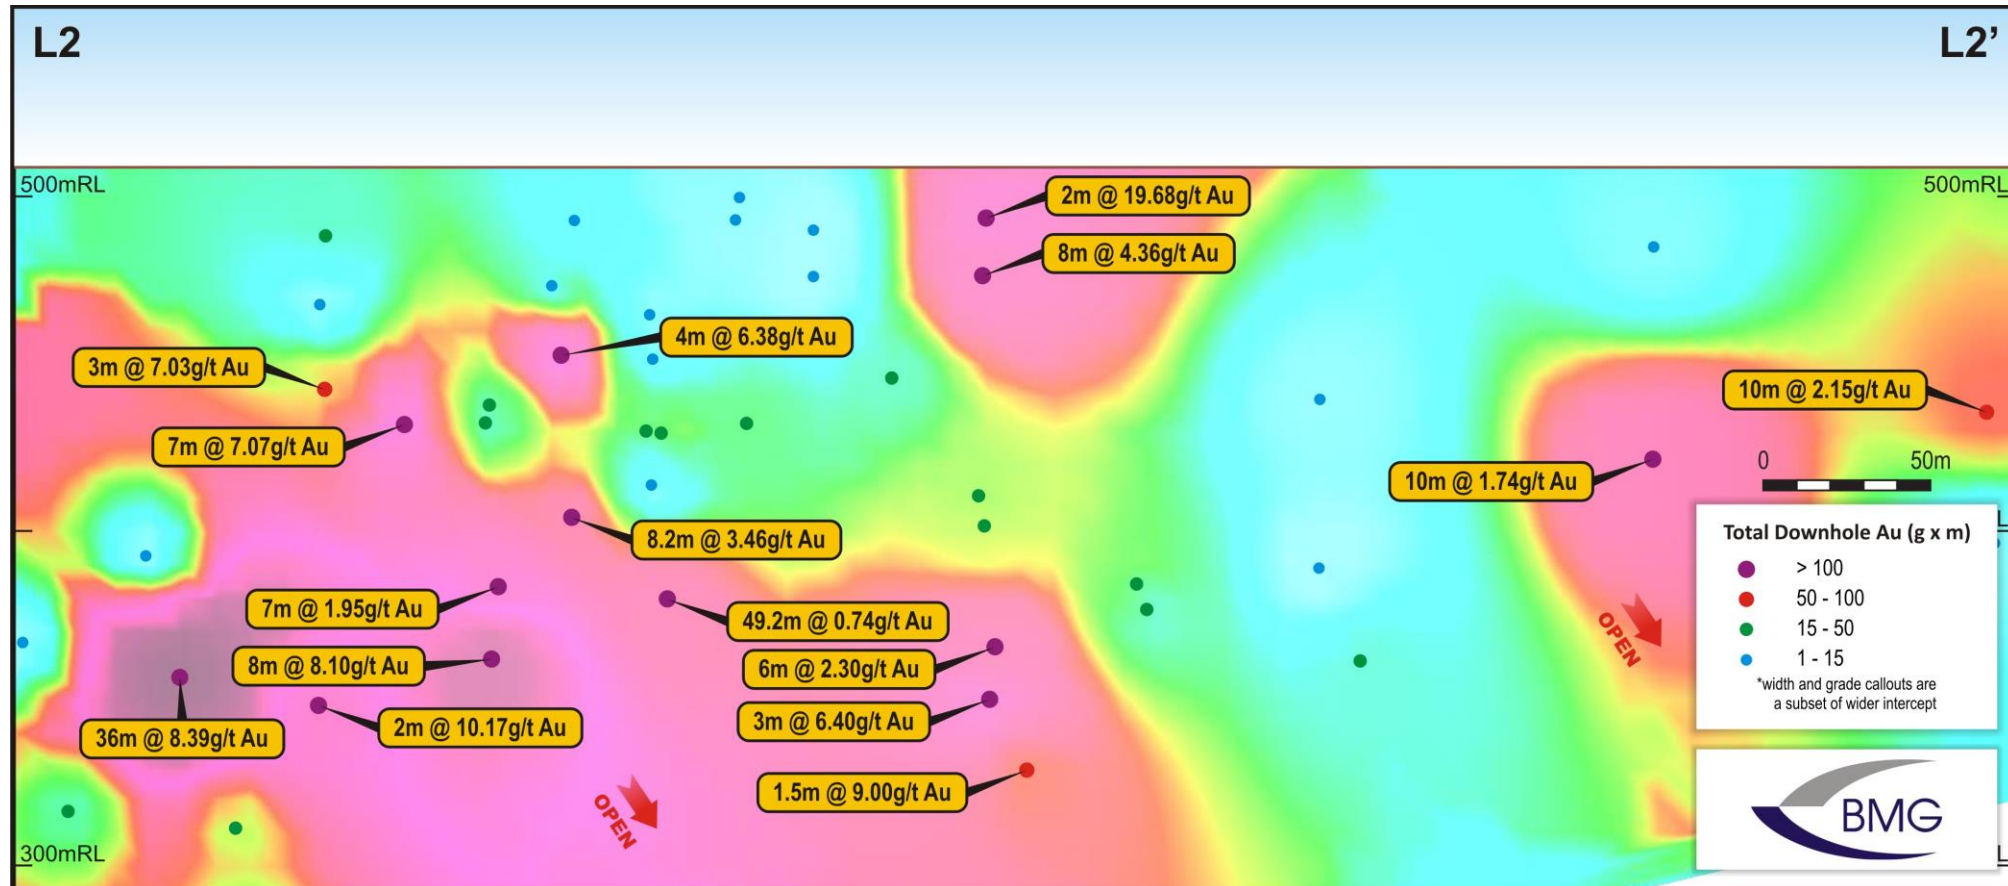 L2
L2’
500mRL
500mRL
2m @ 19.68g/t Au
8m @ 4.36g/t Au
4m @ 6.38g/t Au
3m @ 7.03g/t Au
10m @ 2.15g/t Au
7m @ 7.07g/t Au
0 50m
10m @ 1.74g/t Au
8.2m @ 3.46g/t Au
Total Downhole Au (g x m)
> 100
50 - 100
15 - 50
1 - 15
*width and grade callouts are
a subset of wider intercept
7m @ 1.95g/t Au
49.2m @ 0.74g/t Au
OPEN
8m @ 8.10g/t Au
6m @ 2.30g/t Au
3m @ 6.40g/t Au
2m @ 10.17g/t Au
36m @ 8.39g/t Au
1.5m @ 9.00g/t Au
OPEN
BMG
300mRL